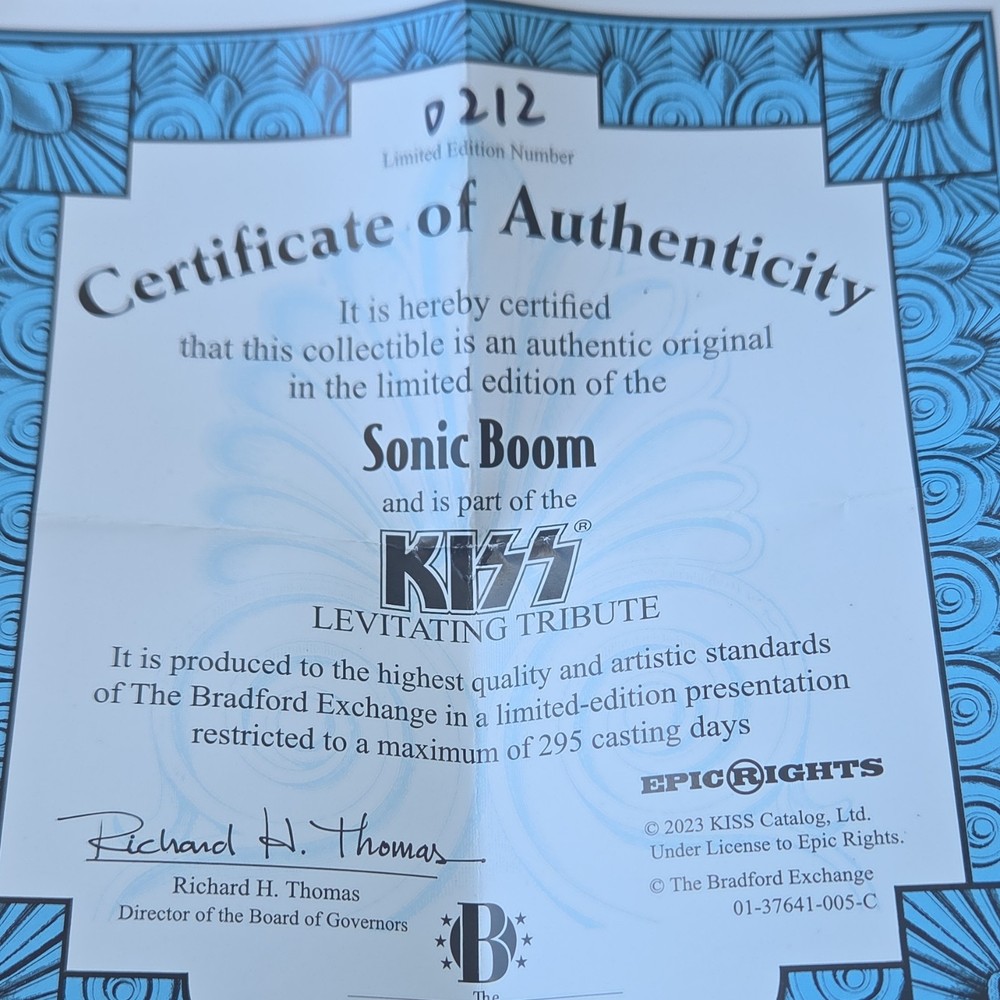 0212
Limited Edition Number
Certificate of Authenticity
It is hereby certified
that this collectible is an authentic original
in the limited edition of the
Sonic Boom
and is part of the
KISS®
LEVITATING TRIBUTE
It is produced to the highest quality and artistic standards
of The Bradford Exchange in a limited-edition presentation
restricted to a maximum of 295 casting days
EPIC RIGHTS
© 2023 KISS Catalog, Ltd.
Under License to Epic Rights.
© The Bradford Exchange
01-37641-005-C
Richard H. Thomas
Richard H. Thomas
Director of the Board of Governors
B
The